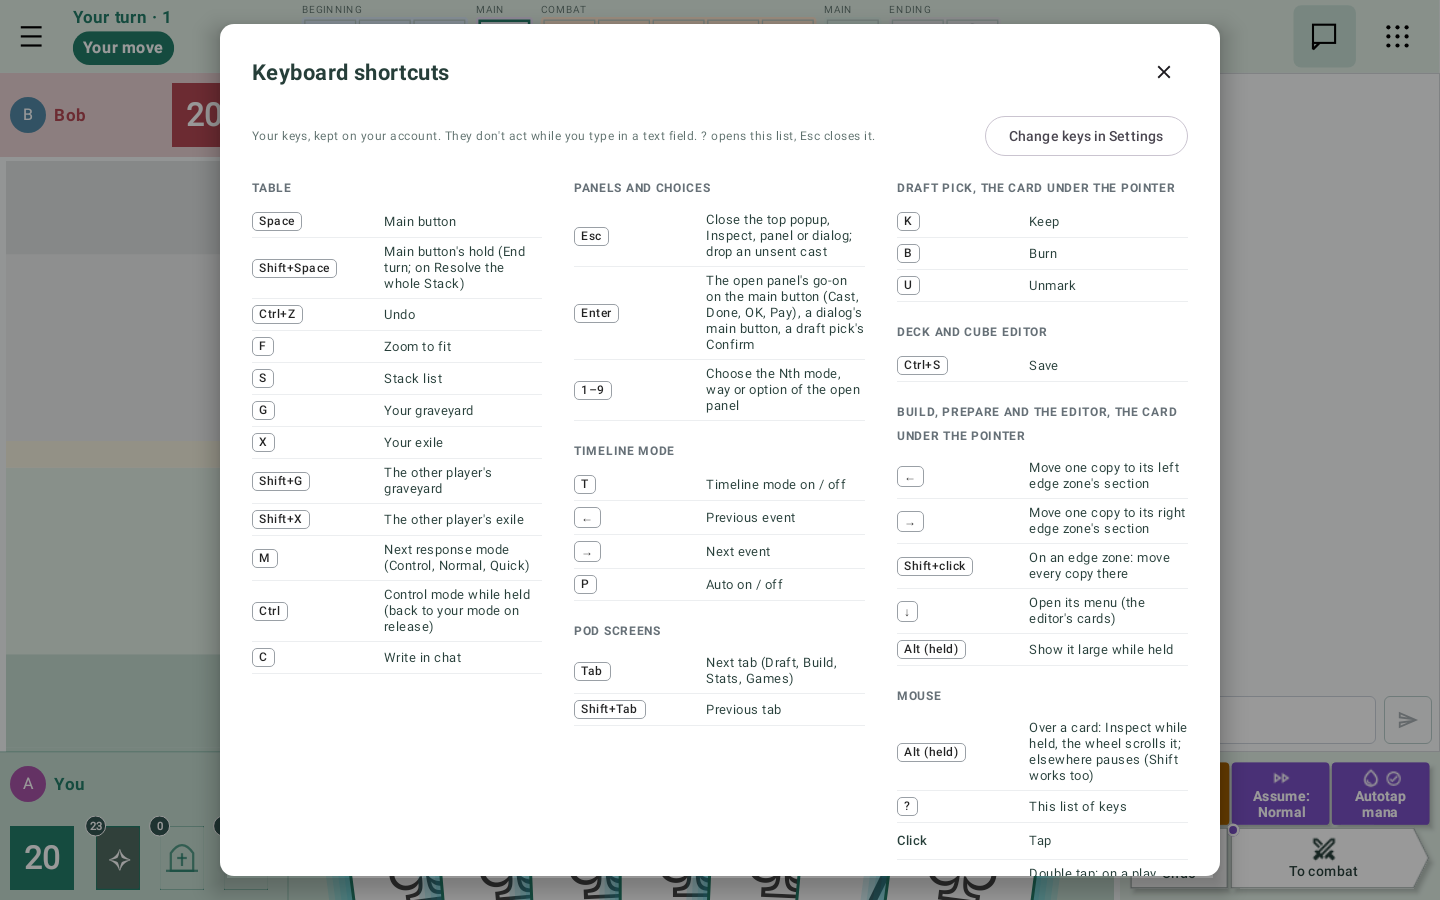 BEGINNING
MAIN
COMBAT
MAIN
ENDING
Your turn · 1
Your move
B
Bob
20
Keyboard shortcuts
Your keys, kept on your account. They don't act while you type in a text field. ? opens this list, Esc closes it.
Change keys in Settings
TABLE
Space
Main button
Shift+Space
Main button's hold (End
turn; on Resolve the
whole Stack)
Ctrl+Z
Undo
F
Zoom to fit
S
Stack list
G
Your graveyard
X
Your exile
Shift+G
The other player's
graveyard
Shift+X
The other player's exile
M
Next response mode
(Control, Normal, Quick)
Ctrl
Control mode while held
(back to your mode on
release)
C
Write in chat
PANELS AND CHOICES
Esc
Close the top popup,
Inspect, panel or dialog;
drop an unsent cast
Enter
The open panel's go-on
on the main button (Cast,
Done, OK, Pay), a dialog's
main button, a draft pick's
Confirm
1–9
Choose the Nth mode,
way or option of the open
panel
TIMELINE MODE
T
Timeline mode on / off
←
Previous event
→
Next event
P
Auto on / off
POD SCREENS
Tab
Next tab (Draft, Build,
Stats, Games)
Shift+Tab
Previous tab
DRAFT PICK, THE CARD UNDER THE POINTER
K
Keep
B
Burn
U
Unmark
DECK AND CUBE EDITOR
Ctrl+S
Save
BUILD, PREPARE AND THE EDITOR, THE CARD
UNDER THE POINTER
←
Move one copy to its left
edge zone's section
→
Move one copy to its right
edge zone's section
Shift+click
On an edge zone: move
every copy there
↓
Open its menu (the
editor's cards)
Alt (held)
Show it large while held
MOUSE
Alt (held)
Over a card: Inspect while
held, the wheel scrolls it;
elsewhere pauses (Shift
works too)
?
This list of keys
Click
Tap
Double tap: on a play
A
You
20
23
0
Assume:
Normal
Autotap
mana
To combat